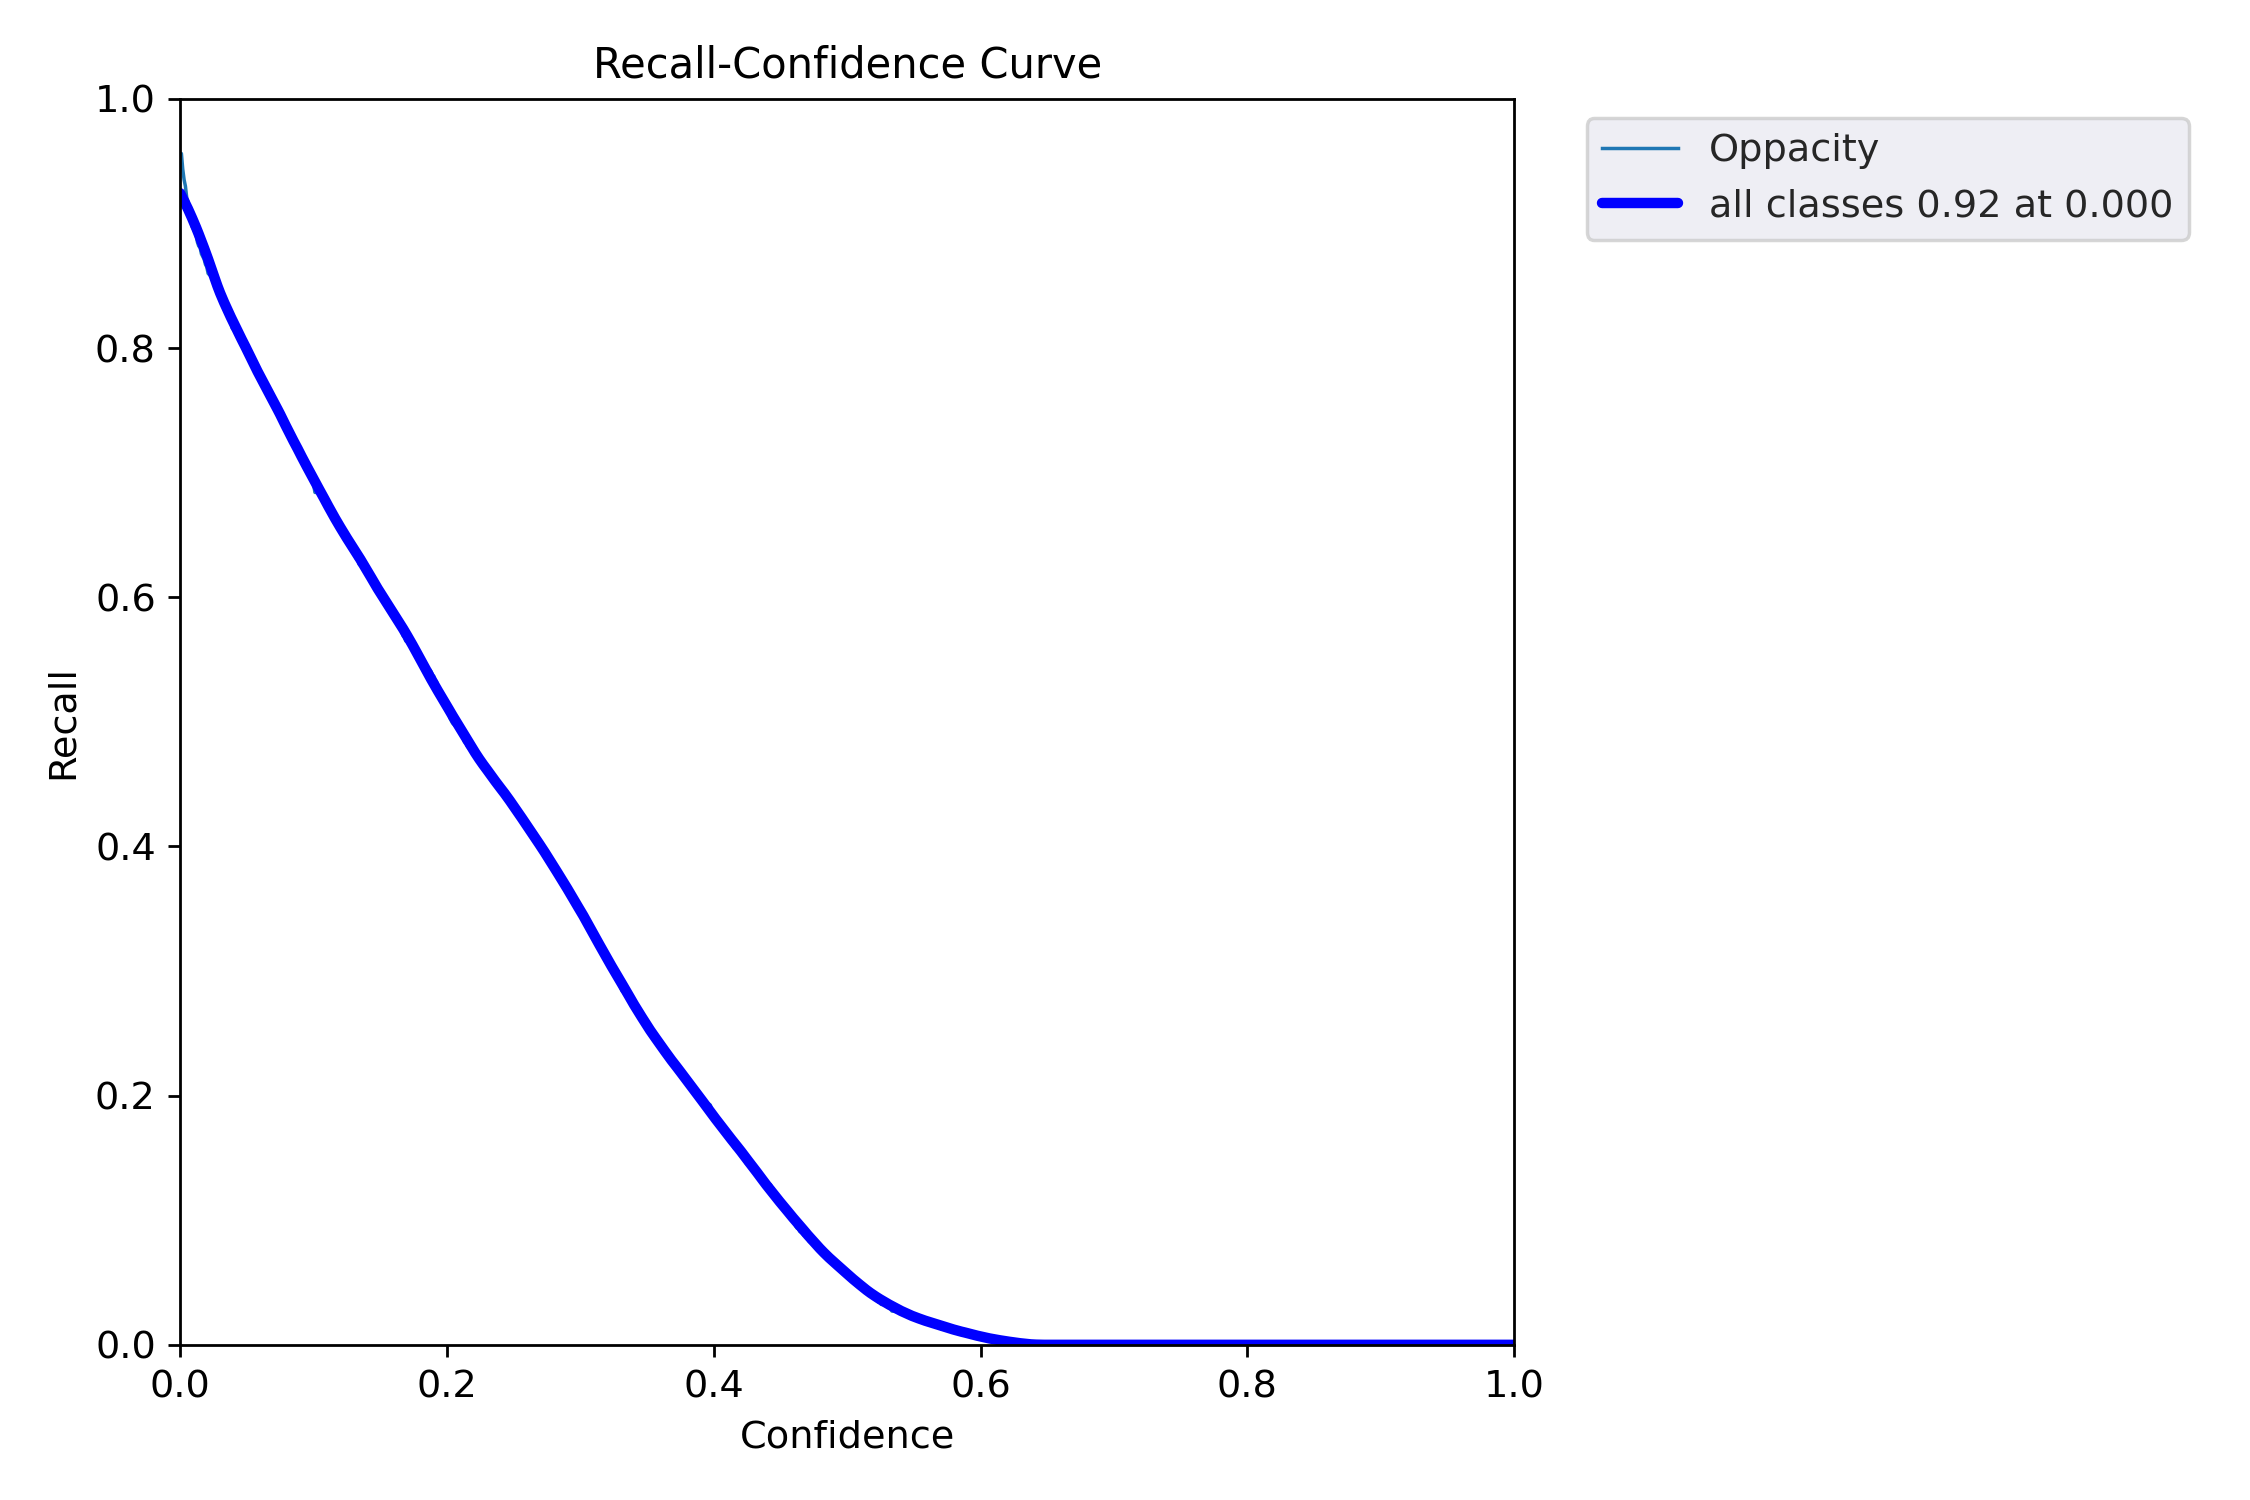 Recall-Confidence Curve
Oppacity
all classes 0.92 at 0.000
Recall
1.0
0.8
0.6
0.4
0.2
0.0
0.0 0.2 0.4 0.6 0.8 1.0
Confidence